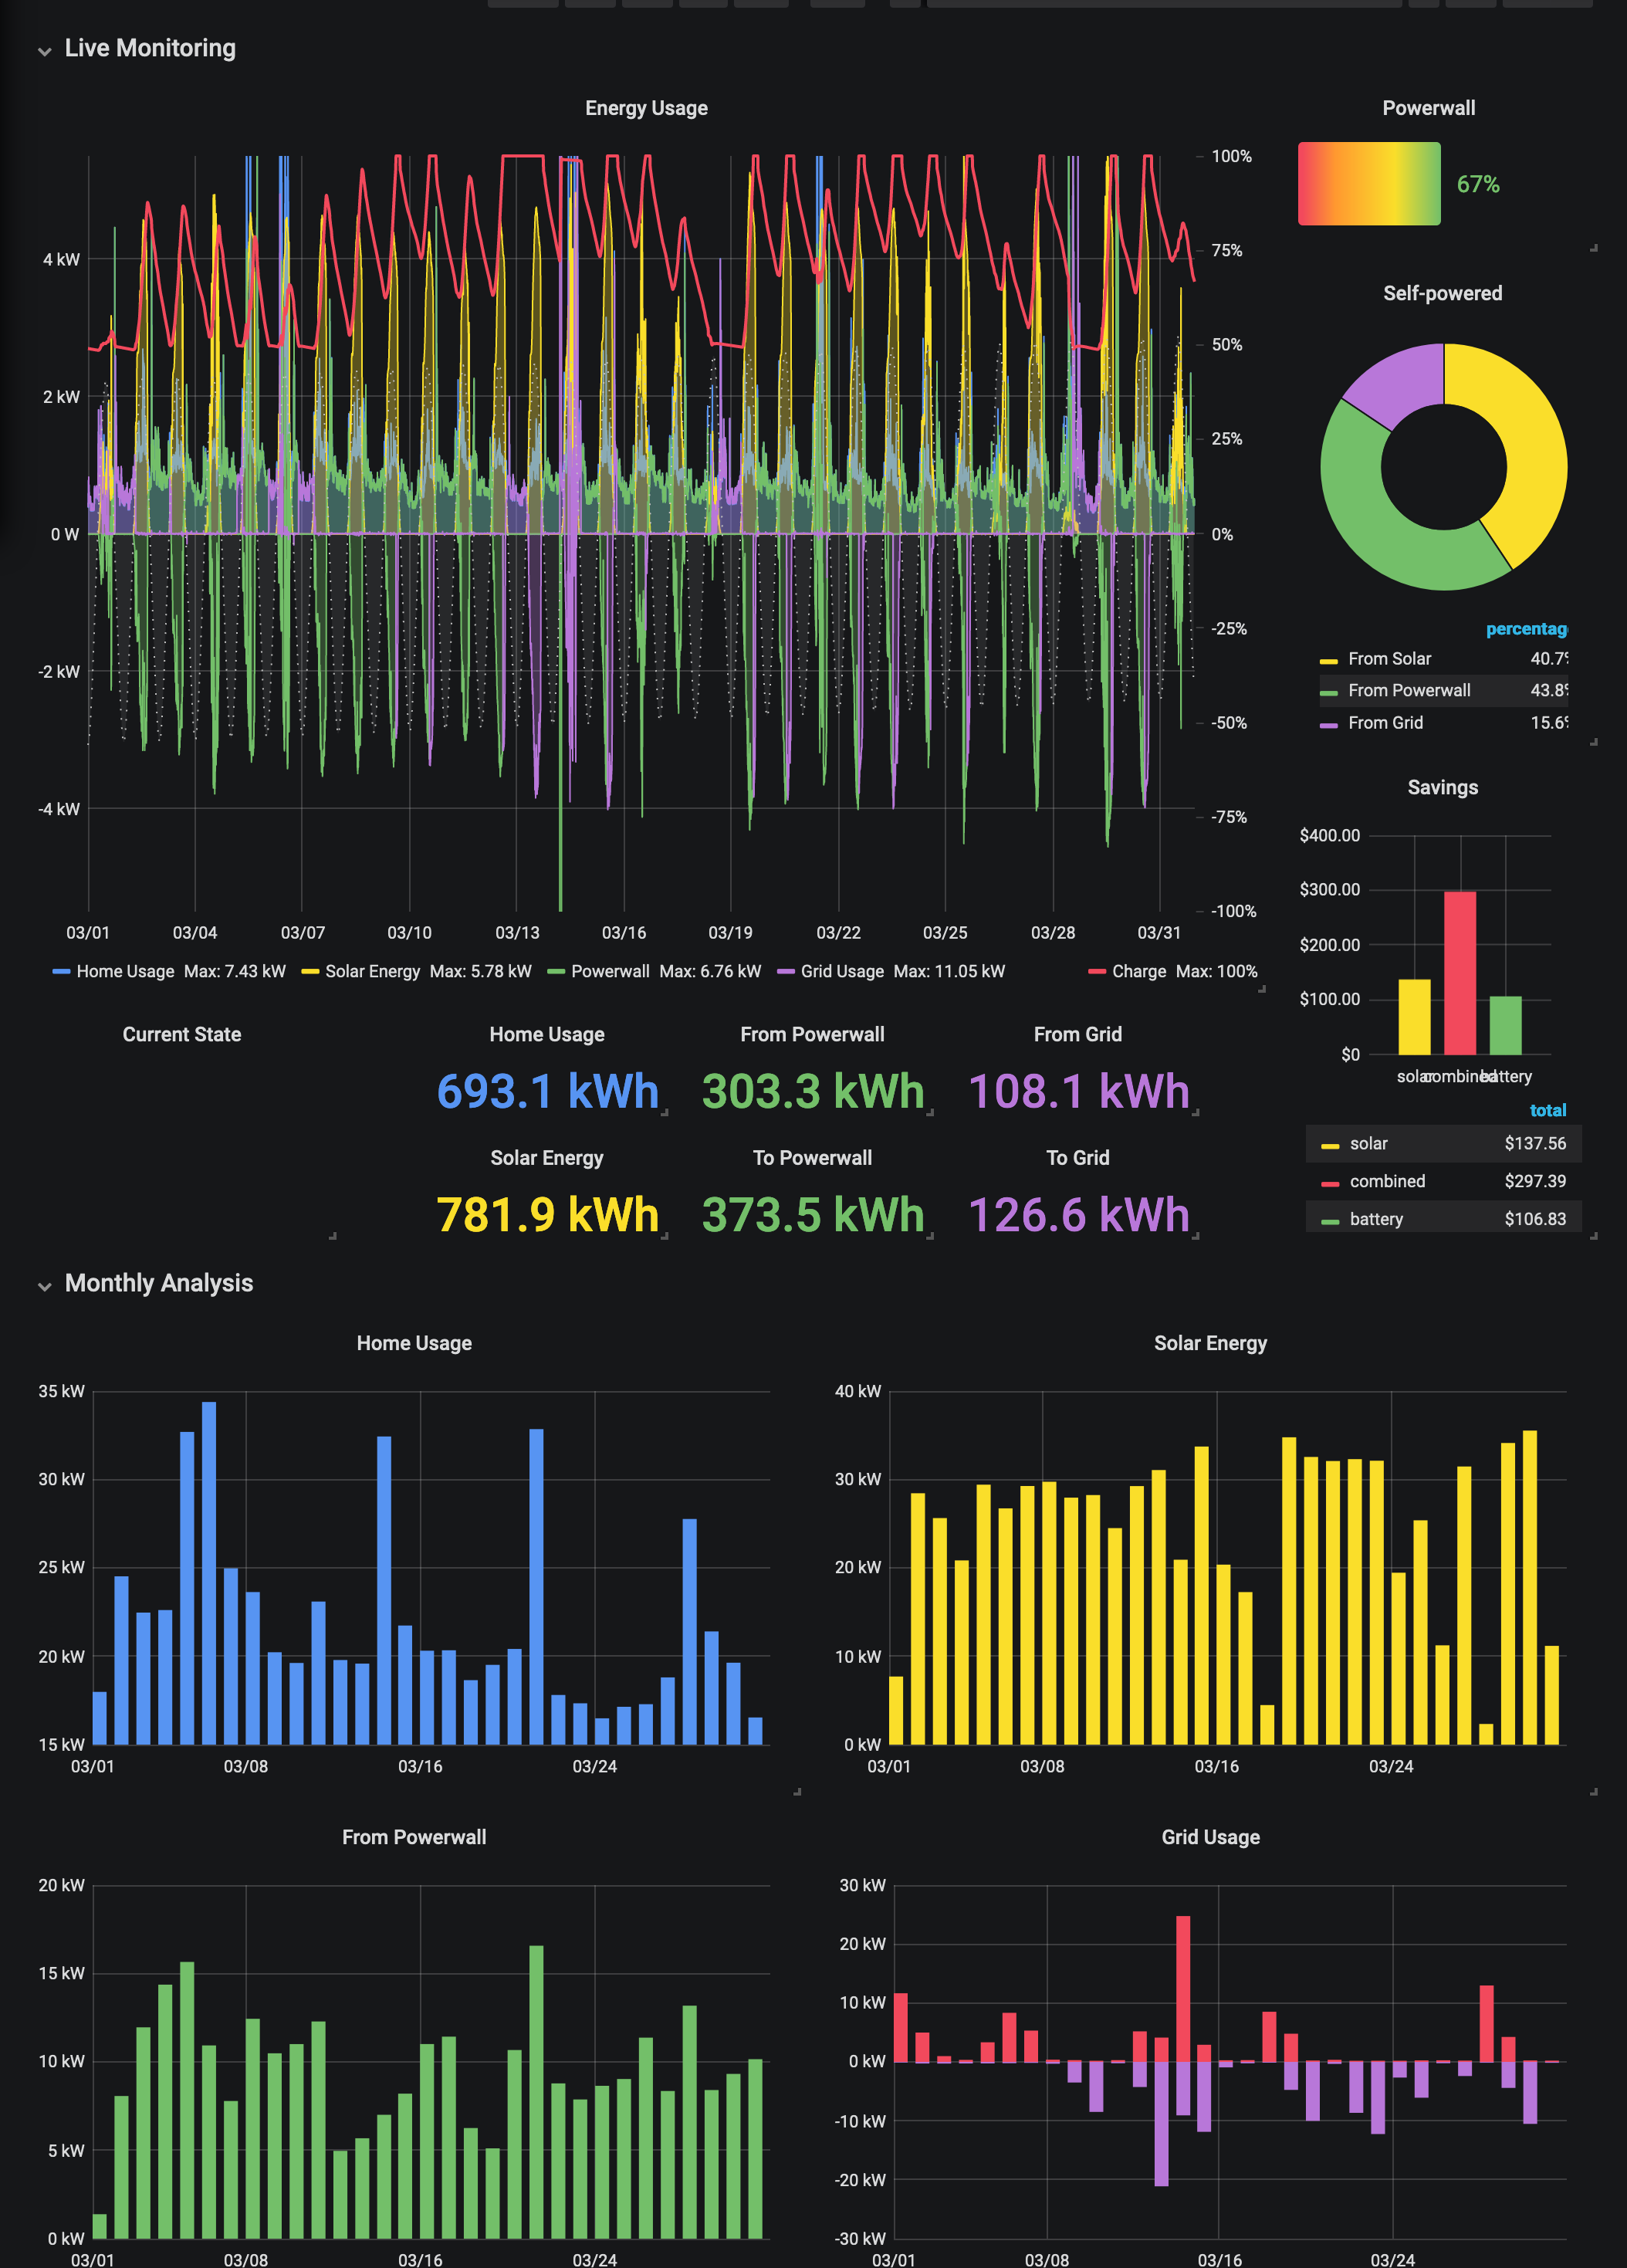 Live Monitoring
Energy Usage
4 kW
2 kW
0 W
-2 kW
-4 kW
100%
75%
50%
25%
0%
-25%
-50%
-75%
-100%
03/01 03/04 03/07 03/10 03/13 03/16 03/19 03/22 03/25 03/28 03/31
Home Usage Max: 7.43 kW Solar Energy Max: 5.78 kW Powerwall Max: 6.76 kW Grid Usage Max: 11.05 kW Charge Max: 100%
Powerwall
67%
Self-powered
percentag
From Solar 40.7%
From Powerwall 43.8%
From Grid 15.6%
Savings
$400.00
$300.00
$200.00
$100.00
$0
solar combined battery
total
solar $137.56
combined $297.39
battery $106.83
Current State
Home Usage
693.1 kWh
From Powerwall
303.3 kWh
From Grid
108.1 kWh
Solar Energy
781.9 kWh
To Powerwall
373.5 kWh
To Grid
126.6 kWh
Monthly Analysis
Home Usage
35 kW
30 kW
25 kW
20 kW
15 kW
03/01 03/08 03/16 03/24
Solar Energy
40 kW
30 kW
20 kW
10 kW
0 kW
03/01 03/08 03/16 03/24
From Powerwall
20 kW
15 kW
10 kW
5 kW
0 kW
03/01 03/08 03/16 03/24
Grid Usage
30 kW
20 kW
10 kW
0 kW
-10 kW
-20 kW
-30 kW
03/01 03/08 03/16 03/24